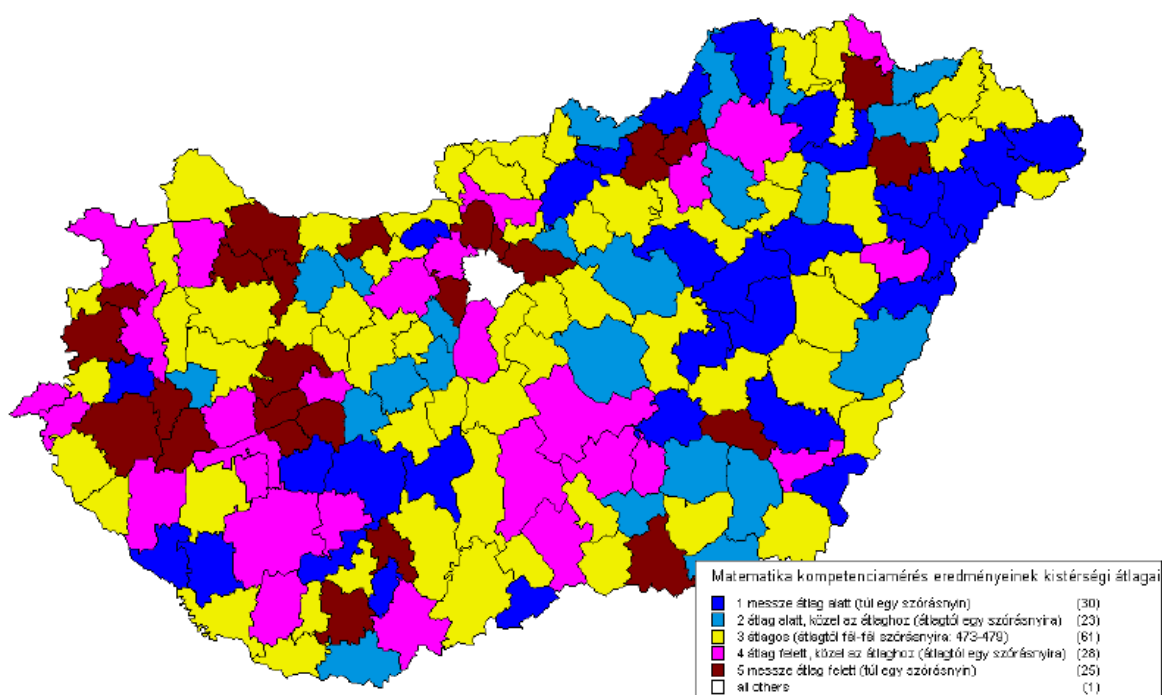 Matematika kompetenciamérés eredményeinek kistérségi átlagai
1 messze átlag alatt (túl egy szórásnyin) (30)
2 átlag alatt, közel az átlaghoz (átlagtól egy szórásnyira) (23)
3 átlagos (átlagtól fél-fél szórásnyira: 473-479) (61)
4 átlag felett, közel az átlaghoz (átlagtól egy szórásnyira) (28)
5 messze átlag felett (túl egy szórásnyin) (25)
all others (1)